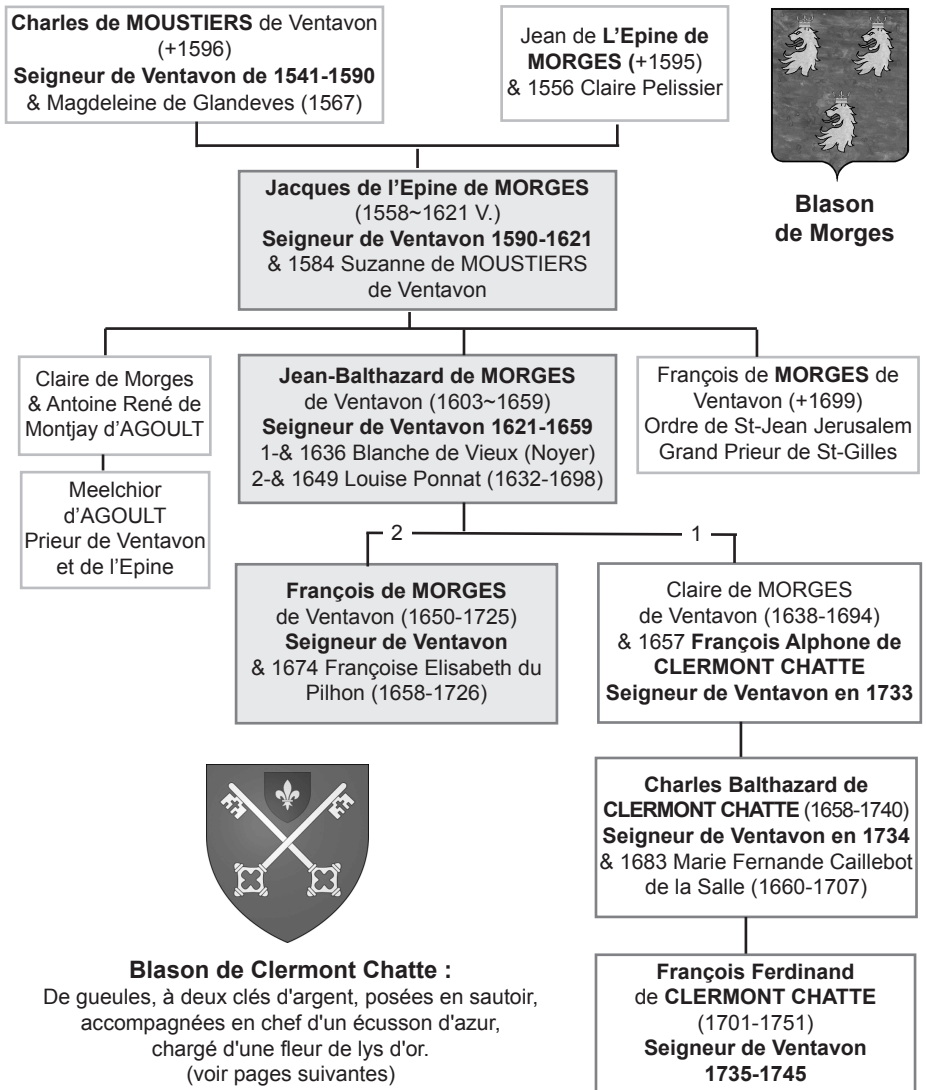 Charles de MOUSTIERS de Ventavon
(+1596)
Seigneur de Ventavon de 1541-1590
& Magdeleine de Glandeves (1567)
Jean de L'Epine de
MORGES (+1595)
& 1556 Claire Pelissier
Blason
de Morges
Jacques de l'Epine de MORGES
(1558~1621 V.)
Seigneur de Ventavon 1590-1621
& 1584 Suzanne de MOUSTIERS
de Ventavon
Claire de Morges
& Antoine René de
Montjay d'AGOULT
Jean-Balthazard de MORGES
de Ventavon (1603~1659)
Seigneur de Ventavon 1621-1659
1-& 1636 Blanche de Vieux (Noyer)
2-& 1649 Louise Ponnat (1632-1698)
François de MORGES de
Ventavon (+1699)
Ordre de St-Jean Jerusalem
Grand Prieur de St-Gilles
Meelchior
d'AGOULT
Prieur de Ventavon
et de l'Epine
2
1
François de MORGES
de Ventavon (1650-1725)
Seigneur de Ventavon
& 1674 Françoise Elisabeth du
Pilhon (1658-1726)
Claire de MORGES
de Ventavon (1638-1694)
& 1657 François Alphone de
CLERMONT CHATTE
Seigneur de Ventavon en 1733
Charles Balthazard de
CLERMONT CHATTE (1658-1740)
Seigneur de Ventavon en 1734
& 1683 Marie Fernande Caillebot
de la Salle (1660-1707)
Blason de Clermont Chatte :
De gueules, à deux clés d'argent, posées en sautoir,
accompagnées en chef d'un écusson d'azur,
chargé d'une fleur de lys d'or.
(voir pages suivantes)
François Ferdinand
de CLERMONT CHATTE
(1701-1751)
Seigneur de Ventavon
1735-1745